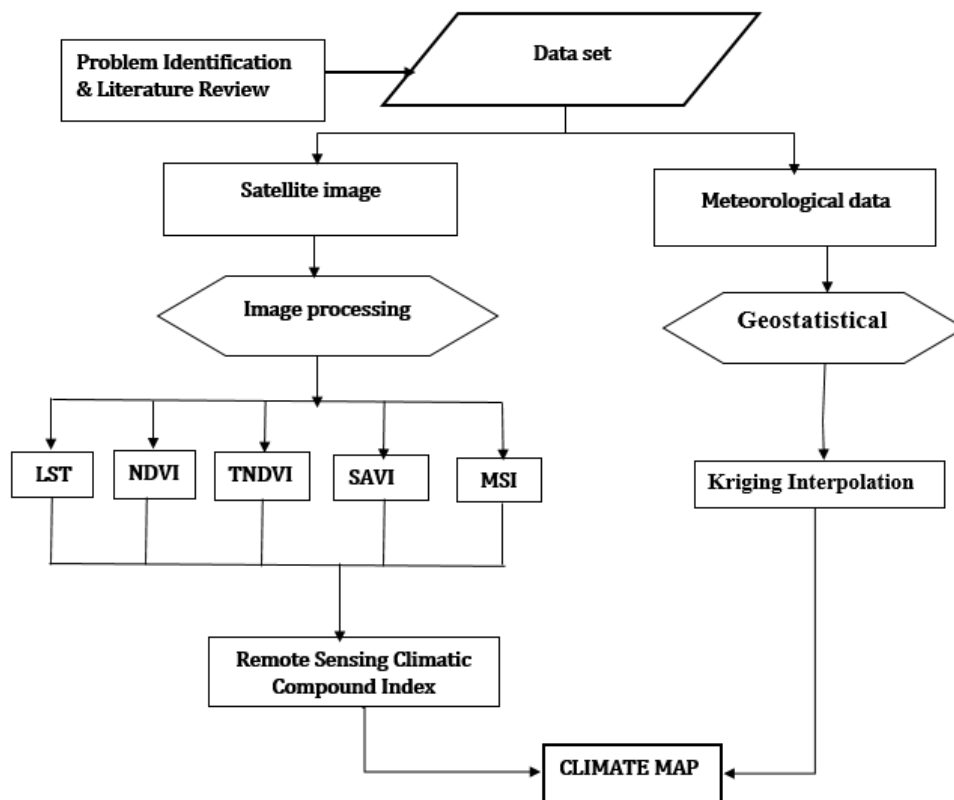 Problem Identification
& Literature Review
Data set
Satellite image
Meteorological data
Image processing
Geostatistical
LST
NDVI
TNDVI
SAVI
MSI
Kriging Interpolation
Remote Sensing Climatic
Compound Index
CLIMATE MAP